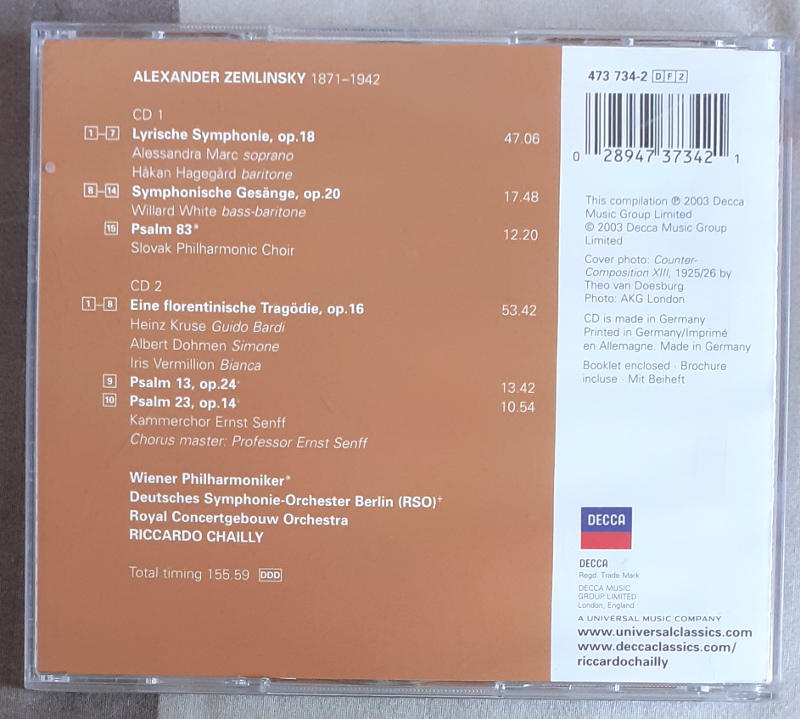 ALEXANDER ZEMLINSKY 1871–1942
CD 1
1–7 Lyrische Symphonie, op.18 47.06
Alessandra Marc soprano
Håkan Hagegård baritone
8–14 Symphonische Gesänge, op.20 17.48
Willard White bass-baritone
15 Psalm 83* 12.20
Slovak Philharmonic Choir
CD 2
1–8 Eine florentinische Tragödie, op.16 53.42
Heinz Kruse Guido Bardi
Albert Dohmen Simone
Iris Vermillion Bianca
9 Psalm 13, op.24+ 13.42
10 Psalm 23, op.14+ 10.54
Kammerchor Ernst Senff
Chorus master: Professor Ernst Senff
Wiener Philharmoniker*
Deutsches Symphonie-Orchester Berlin (RSO)+
Royal Concertgebouw Orchestra
RICCARDO CHAILLY
Total timing 155.59 DDD
473 734-2 DF2
0 28947 37342 1
This compilation ℗ 2003 Decca
Music Group Limited
© 2003 Decca Music Group
Limited
Cover photo: Counter-
Composition XIII, 1925/26 by
Theo van Doesburg
Photo: AKG London
CD is made in Germany
Printed in Germany/Imprimé
en Allemagne. Made in Germany
Booklet enclosed · Brochure
incluse · Mit Beiheft
DECCA
DECCA
Regd. Trade Mark
DECCA MUSIC
GROUP LIMITED
London, England
A UNIVERSAL MUSIC COMPANY
www.universalclassics.com
www.deccaclassics.com/
riccardochailly